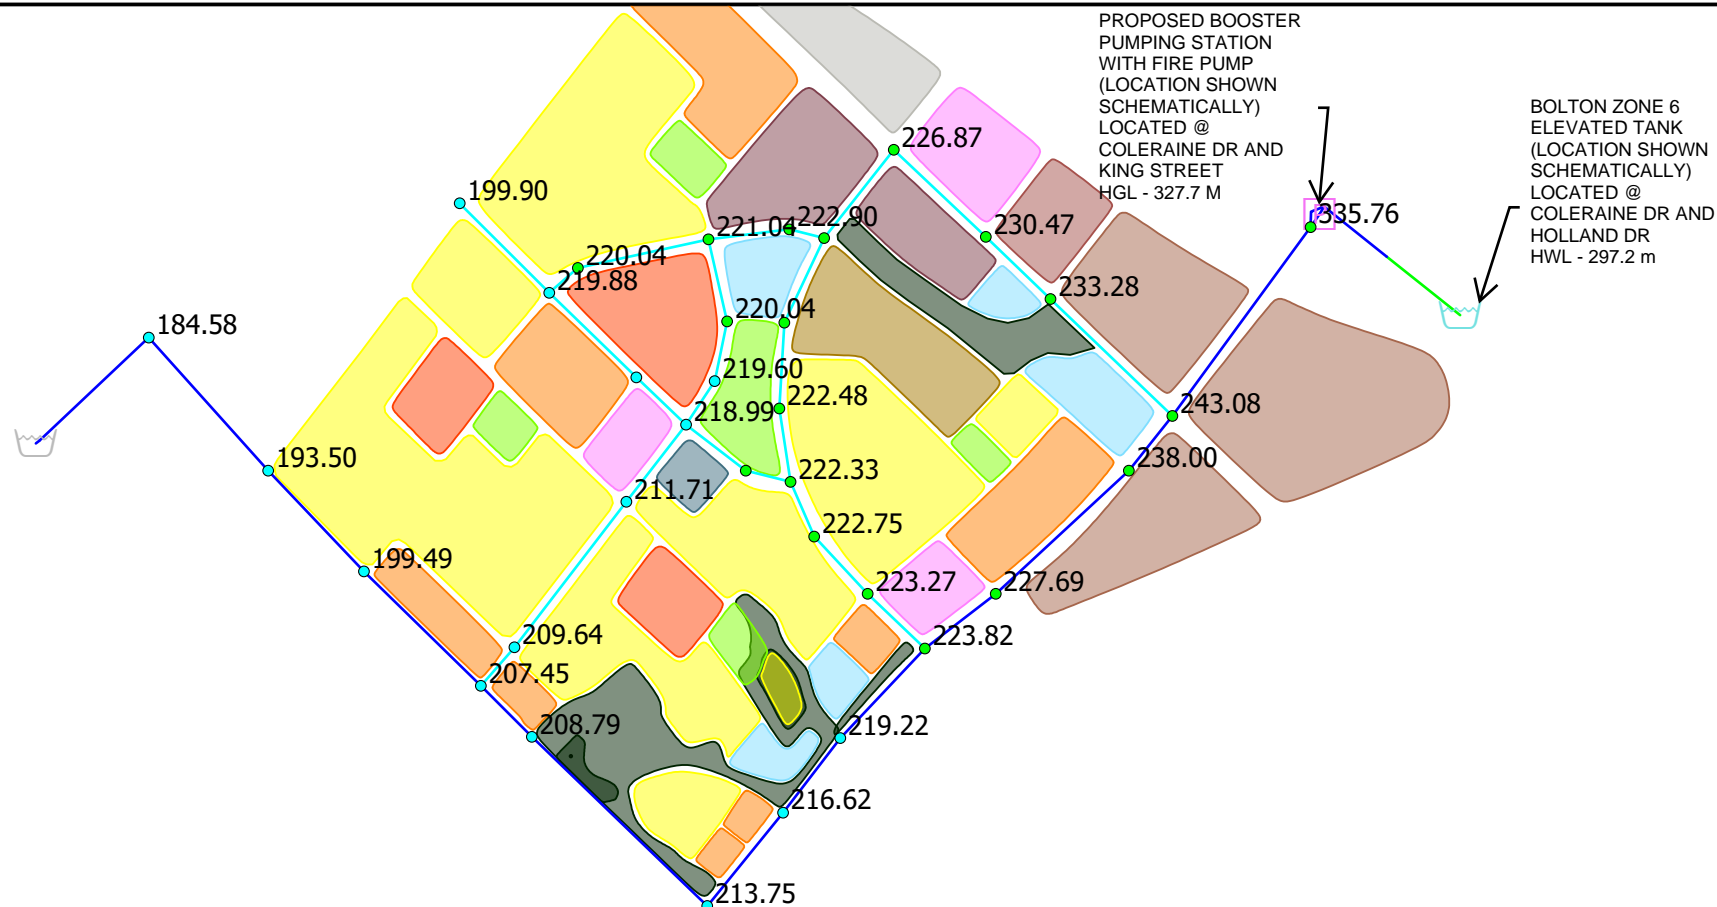 PROPOSED BOOSTER
PUMPING STATION
WITH FIRE PUMP
(LOCATION SHOWN
SCHEMATICALLY)
LOCATED @
COLERAINE DR AND
KING STREET
HGL - 327.7 M
BOLTON ZONE 6
ELEVATED TANK
(LOCATION SHOWN
SCHEMATICALLY)
LOCATED @
COLERAINE DR AND
HOLLAND DR
HWL - 297.2 m
226.87
199.90
335.76
221.04
222.90
230.47
220.04
219.88
233.28
220.04
184.58
219.60
222.48
218.99
243.08
193.50
238.00
222.33
211.71
222.75
199.49
223.27
227.69
209.64
223.82
207.45
208.79
219.22
216.62
213.75